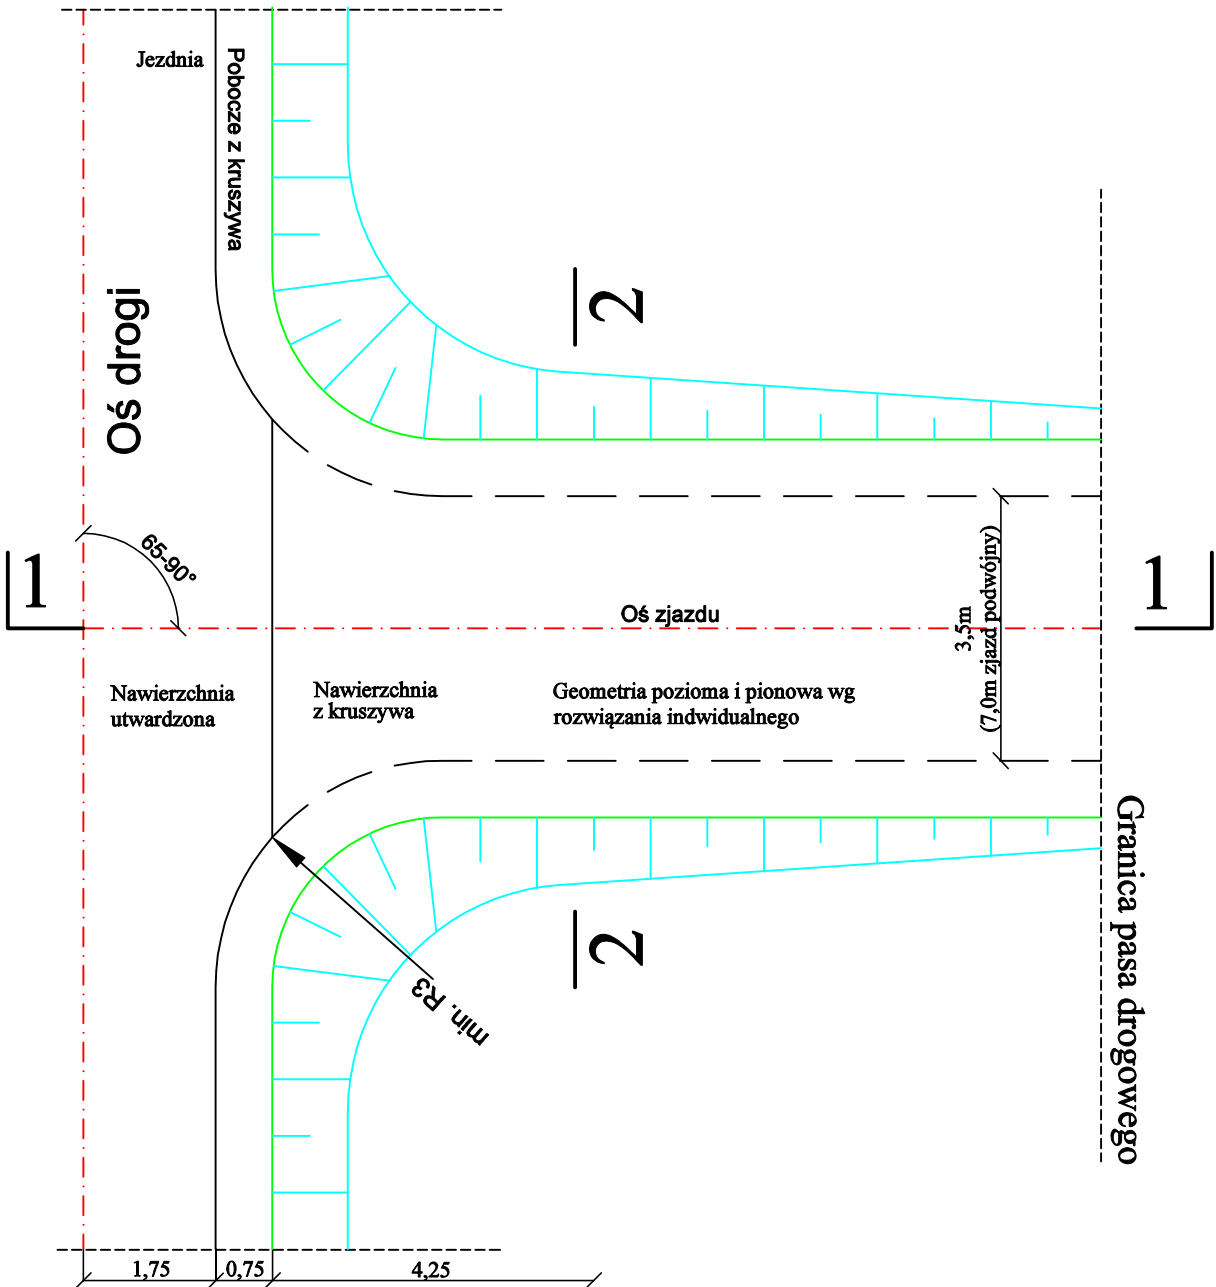 Jezdnia
Pobocze z kruszywa
Oś drogi
2
65-90°
1
1
Oś zjazdu
3,5m
(7,0m zjazd podwójny)
Nawierzchnia
utwardzona
Nawierzchnia
z kruszywa
Geometria pozioma i pionowa wg
rozwiązania indwidualnego
Granica pasa drogowego
2
min. R3
1,75
0,75
4,25